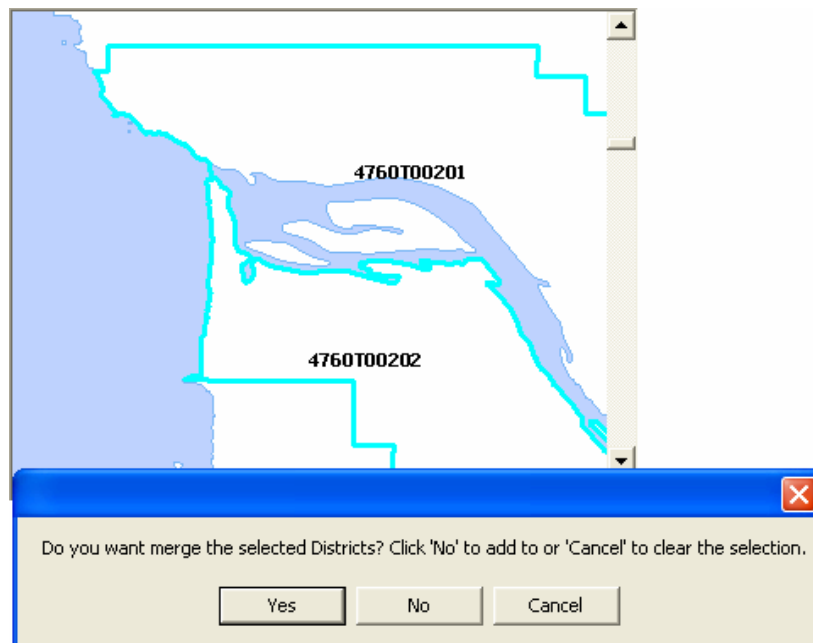 4760T00201
4760T00202
Do you want merge the selected Districts? Click 'No' to add to or 'Cancel' to clear the selection.
Yes
No
Cancel